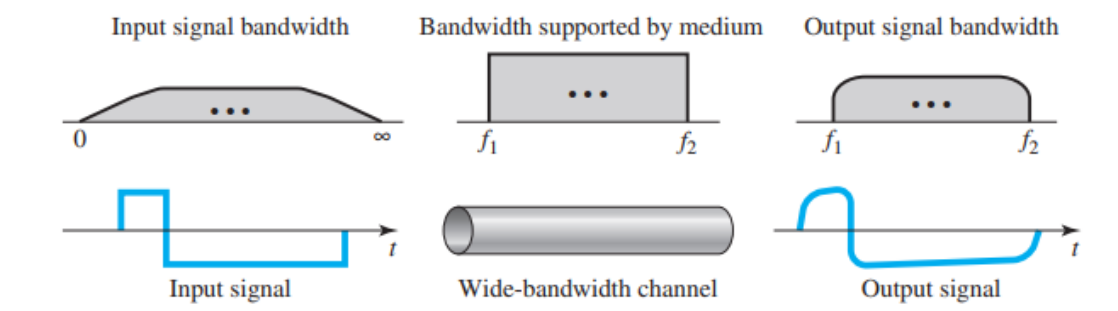 Input signal bandwidth
Bandwidth supported by medium
Output signal bandwidth
0
∞
f1
f2
f1
f2
t
t
Input signal
Wide-bandwidth channel
Output signal